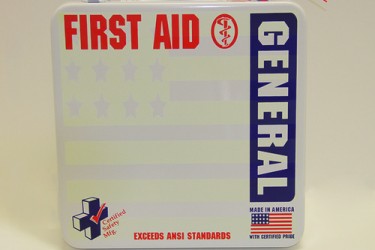 FIRST AID
GENERAL
Certified
Safety
Mfg.
EXCEEDS ANSI STANDARDS
MADE IN AMERICA
WITH CERTIFIED PRIDE